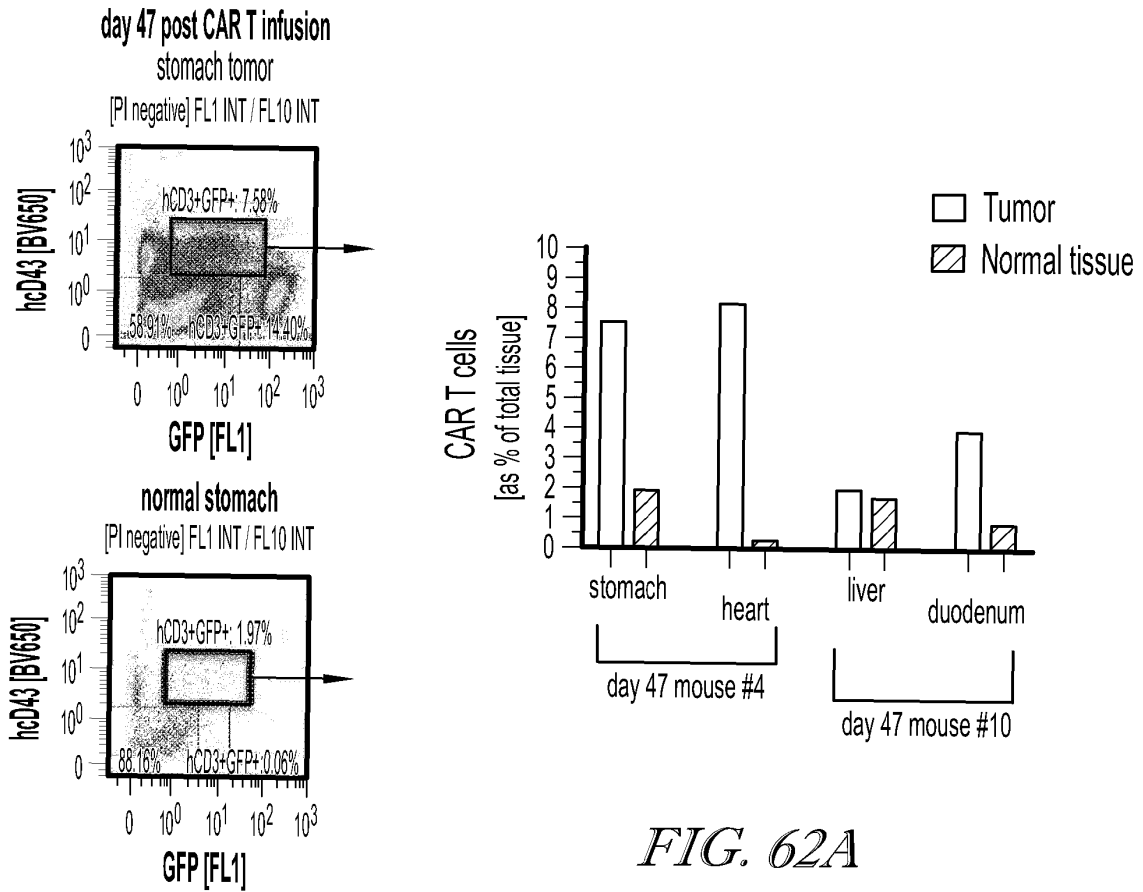 day 47 post CAR T infusion
stomach tomor
[PI negative] FL1 INT / FL10 INT
hcD43 [BV650]
10³
10²
10¹
10⁰
0
hCD3+GFP+: 7.58%
58.91%
hCD3+GFP+:14.40%
0
10⁰
10¹
10²
10³
GFP [FL1]
normal stomach
[PI negative] FL1 INT / FL10 INT
hcD43 [BV650]
10³
10²
10¹
10⁰
0
hCD3+GFP+: 1.97%
88.16%
hCD3+GFP+:0.06%
0
10⁰
10¹
10²
10³
GFP [FL1]
Tumor
Normal tissue
CAR T cells
[as % of total tissue]
10
9
8
7
6
5
4
3
2
1
0
stomach
heart
liver
duodenum
day 47 mouse #4
day 47 mouse #10
FIG. 62A